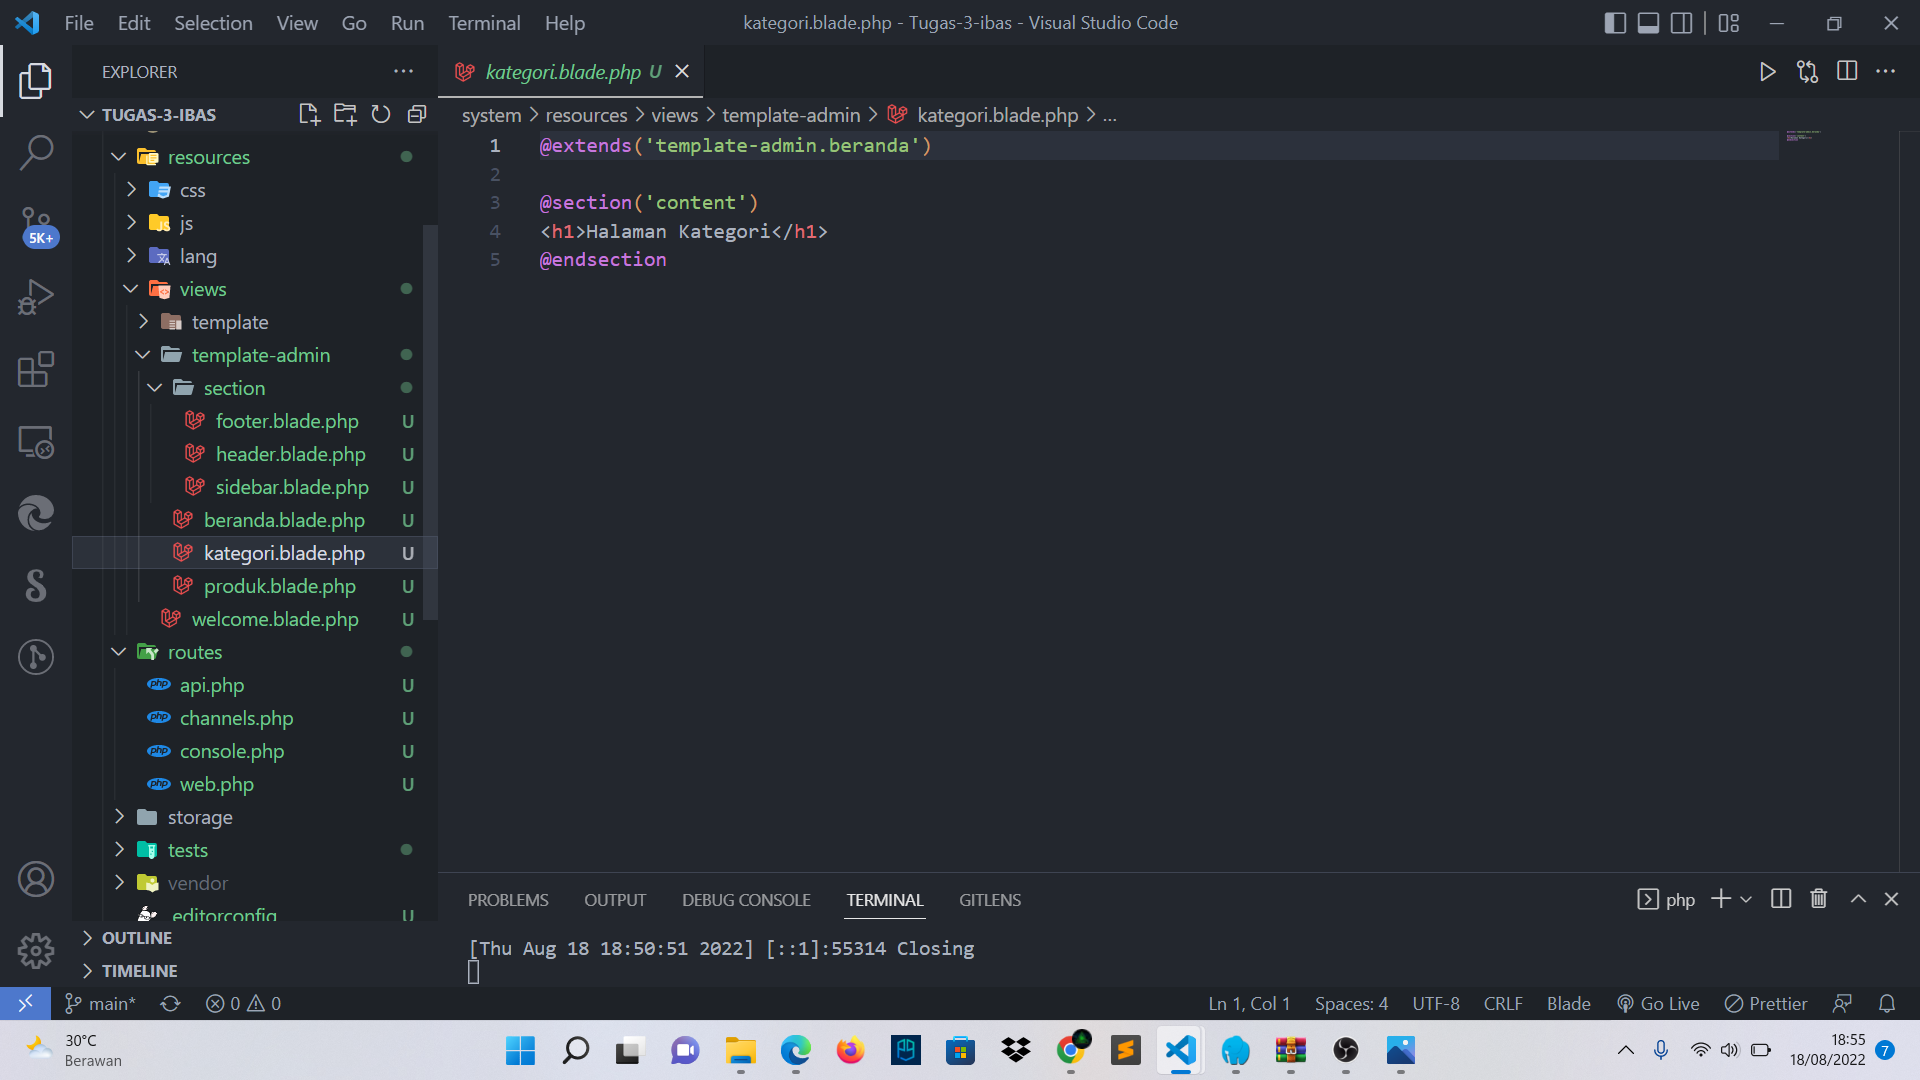 File Edit Selection View Go Run Terminal Help
kategori.blade.php - Tugas-3-ibas - Visual Studio Code
EXPLORER
kategori.blade.php U
TUGAS-3-IBAS
system > resources > views > template-admin > kategori.blade.php > ...
resources
css
js
lang
views
template
template-admin
section
footer.blade.php U
header.blade.php U
sidebar.blade.php U
beranda.blade.php U
kategori.blade.php U
produk.blade.php U
welcome.blade.php U
routes
api.php U
channels.php U
console.php U
web.php U
storage
tests
vendor
.editorconfig U
OUTLINE
TIMELINE
5K+
1 @extends('template-admin.beranda')
2
3 @section('content')
4 <h1>Halaman Kategori</h1>
5 @endsection
PROBLEMS OUTPUT DEBUG CONSOLE TERMINAL GITLENS
php
[Thu Aug 18 18:50:51 2022] [::1]:55314 Closing
main* 0 0
Ln 1, Col 1 Spaces: 4 UTF-8 CRLF Blade Go Live Prettier
30°C
Berawan
18:55
18/08/2022
7